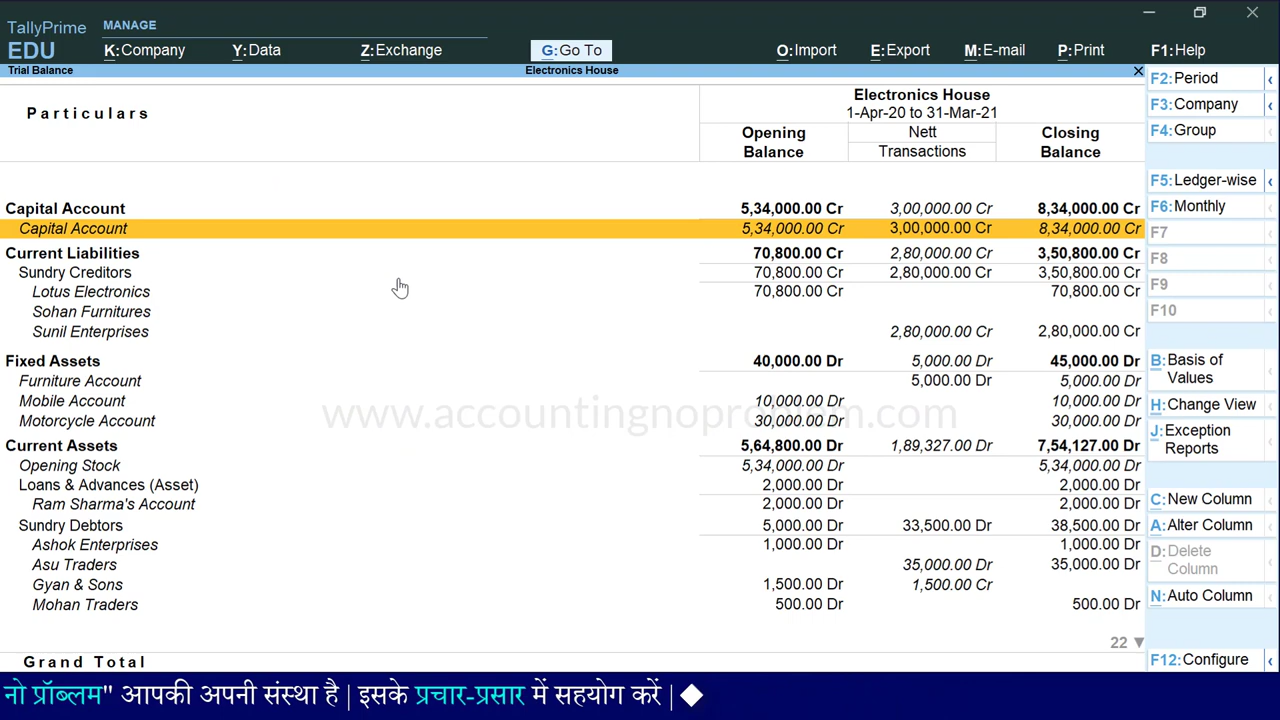 TallyPrime MANAGE
EDU K:Company Y:Data Z:Exchange G:Go To O:Import E:Export M:E-mail P:Print F1:Help
Trial Balance Electronics House
Particulars
Electronics House
1-Apr-20 to 31-Mar-21
Opening Balance
Nett Transactions
Closing Balance
Capital Account 5,34,000.00 Cr 3,00,000.00 Cr 8,34,000.00 Cr
Capital Account 5,34,000.00 Cr 3,00,000.00 Cr 8,34,000.00 Cr
Current Liabilities 70,800.00 Cr 2,80,000.00 Cr 3,50,800.00 Cr
Sundry Creditors 70,800.00 Cr 2,80,000.00 Cr 3,50,800.00 Cr
Lotus Electronics 70,800.00 Cr 70,800.00 Cr
Sohan Furnitures
Sunil Enterprises 2,80,000.00 Cr 2,80,000.00 Cr
Fixed Assets 40,000.00 Dr 5,000.00 Dr 45,000.00 Dr
Furniture Account 5,000.00 Dr 5,000.00 Dr
Mobile Account 10,000.00 Dr 10,000.00 Dr
www.accountingnoproblem.com
Motorcycle Account 30,000.00 Dr 30,000.00 Dr
Current Assets 5,64,800.00 Dr 1,89,327.00 Dr 7,54,127.00 Dr
Opening Stock 5,34,000.00 Dr 5,34,000.00 Dr
Loans & Advances (Asset) 2,000.00 Dr 2,000.00 Dr
Ram Sharma's Account 2,000.00 Dr 2,000.00 Dr
Sundry Debtors 5,000.00 Dr 33,500.00 Dr 38,500.00 Dr
Ashok Enterprises 1,000.00 Dr 1,000.00 Dr
Asu Traders 35,000.00 Dr 35,000.00 Dr
Gyan & Sons 1,500.00 Dr 1,500.00 Cr
Mohan Traders 500.00 Dr 500.00 Dr
22
Grand Total
F2:Period
F3:Company
F4:Group
F5:Ledger-wise
F6:Monthly
F7
F8
F9
F10
B:Basis of
Values
H:Change View
J:Exception
Reports
C:New Column
A:Alter Column
D:Delete
Column
N:Auto Column
F12:Configure
नो प्रॉब्लम" आपकी अपनी संस्था है | इसके प्रचार-प्रसार में सहयोग करें |